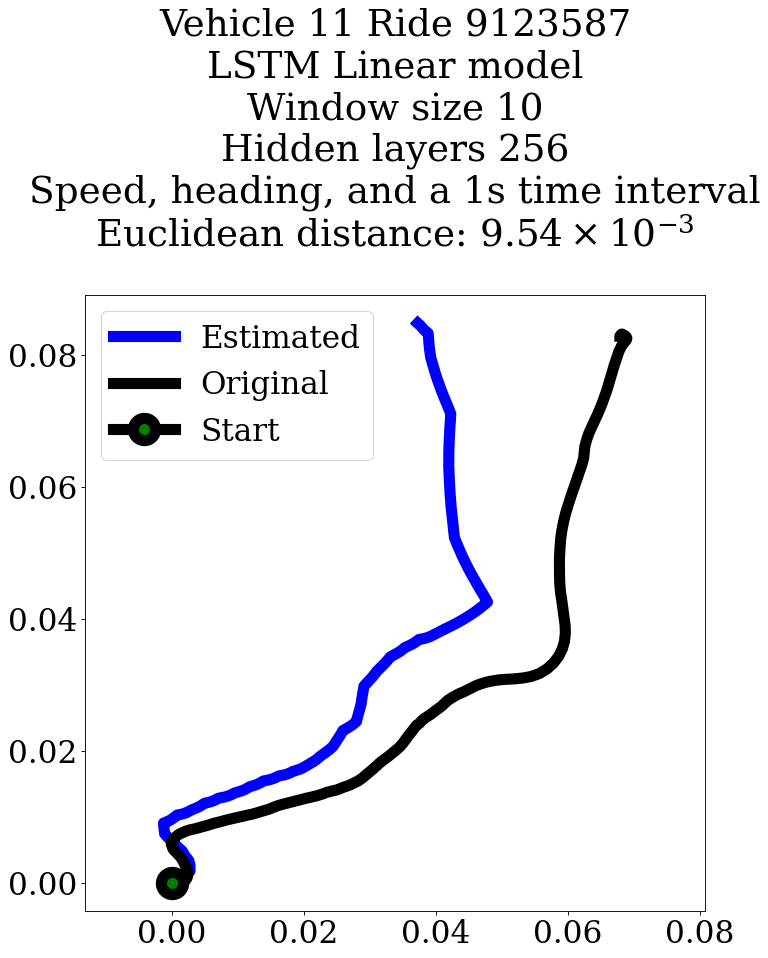 Vehicle 11 Ride 9123587
LSTM Linear model
Window size 10
Hidden layers 256
Speed, heading, and a 1s time interval
Euclidean distance: 9.54 × 10⁻³
Estimated
Original
Start
0.08
0.06
0.04
0.02
0.00
0.00 0.02 0.04 0.06 0.08